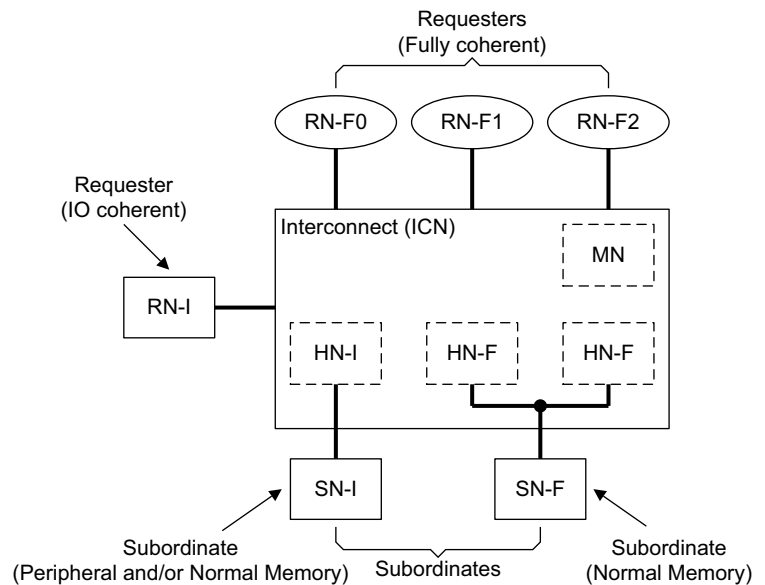 Requesters
(Fully coherent)
RN-F0
RN-F1
RN-F2
Requester
(IO coherent)
Interconnect (ICN)
MN
RN-I
HN-I
HN-F
HN-F
SN-I
SN-F
Subordinate
(Peripheral and/or Normal Memory)
Subordinates
Subordinate
(Normal Memory)